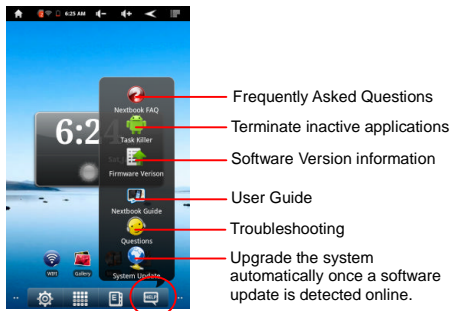 6:25 AM
Nextbook FAQ
Frequently Asked Questions
6:2
Task Killer
Terminate inactive applications
Firmware Verison
Software Version information
Nextbook Guide
User Guide
Questions
Troubleshooting
WIFI
Gallery
System Update
Upgrade the system
automatically once a software
update is detected online.
HELP